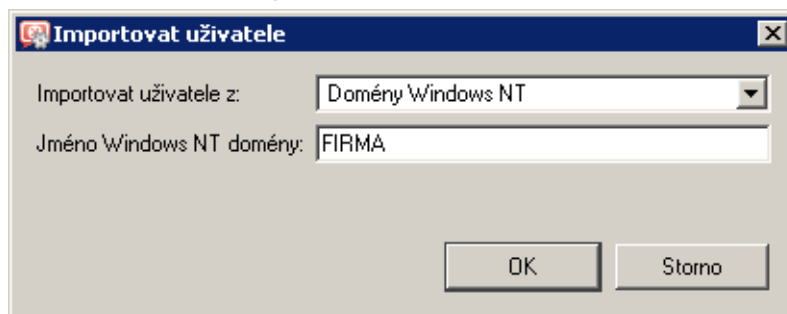 Importovat uživatele
Importovat uživatele z: Domény Windows NT
Jméno Windows NT domény: FIRMA
OK Storno